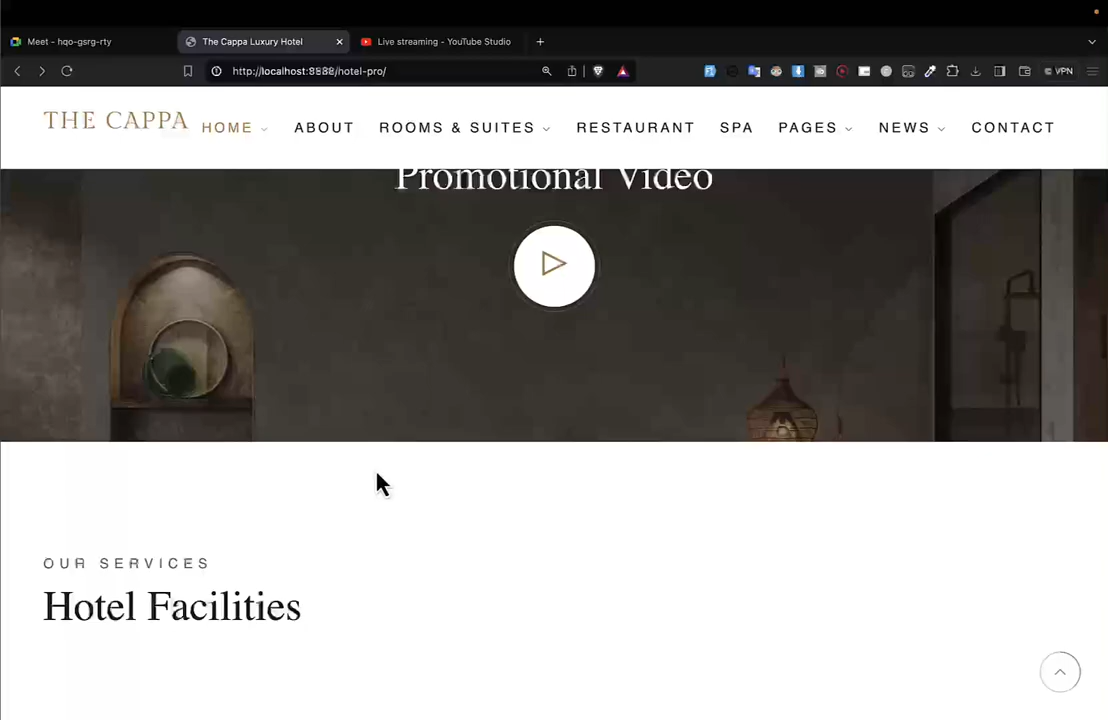 Meet - hqo-gsrg-rty
The Cappa Luxury Hotel
Live streaming - YouTube Studio
http://localhost:8888/hotel-pro/
VPN
THE CAPPA
HOME
ABOUT
ROOMS & SUITES
RESTAURANT
SPA
PAGES
NEWS
CONTACT
Promotional Video
OUR SERVICES
Hotel Facilities